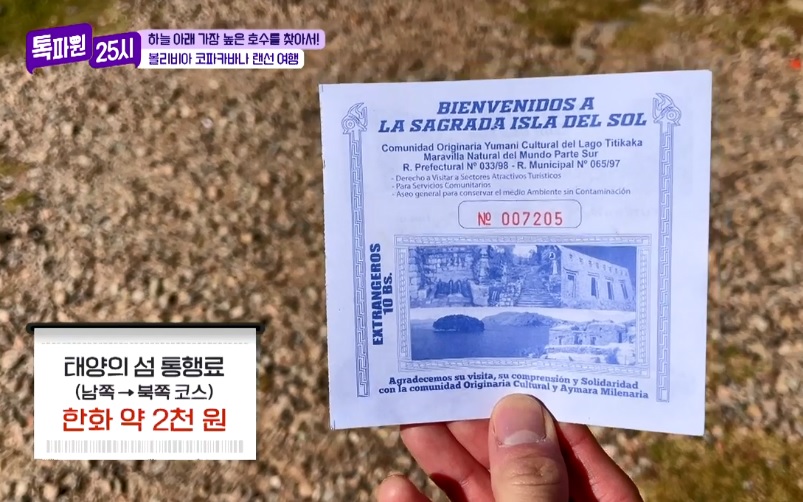 톡파원 25시
하늘 아래 가장 높은 호수를 찾아서!
볼리비아 코파카바나 랜선 여행
BIENVENIDOS A
LA SAGRADA ISLA DEL SOL
Comunidad Originaria Yumani Cultural del Lago Titikaka
Maravilla Natural del Mundo Parte Sur
R. Prefectural Nº 033/98 - R. Municipal Nº 065/97
- Derecho a Visitar a Sectores Atractivos Turísticos
- Para Servicios Comunitarios
- Aseo general para conservar el medio Ambiente sin Contaminación
Nº 007205
EXTRANGEROS
10 Bs.
Agradecemos su visita, su comprensión y Solidaridad
con la comunidad Originaria Cultural y Aymara Milenaria
태양의 섬 통행료
(남쪽 → 북쪽 코스)
한화 약 2천 원